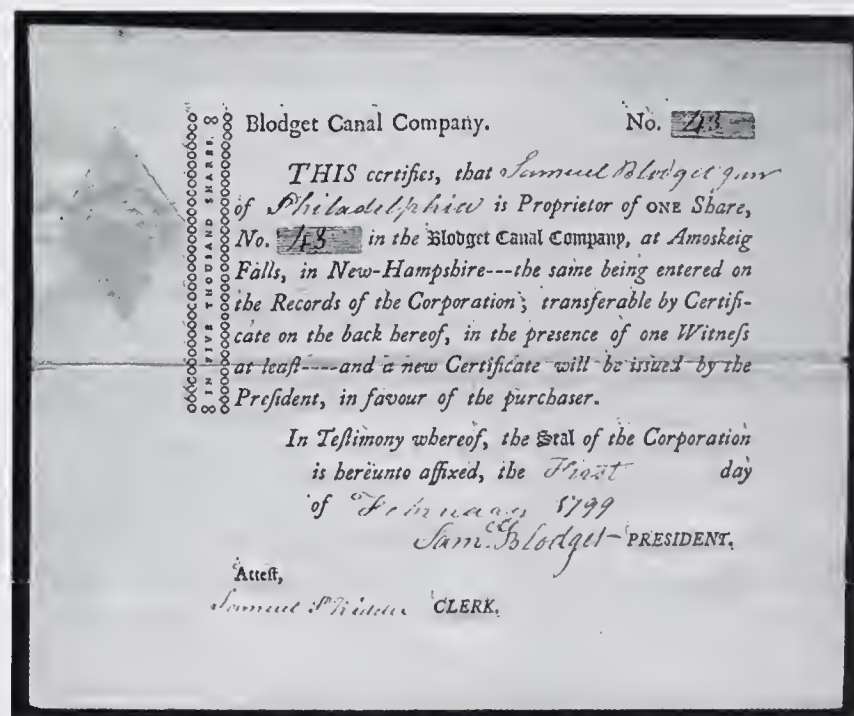 Blodget Canal Company. No. 43
THIS certifies, that Samuel Blodget junr
of Philadelphia is Proprietor of ONE Share,
No. 43 in the Blodget Canal Company, at Amoskeig
Falls, in New-Hampshire---the same being entered on
the Records of the Corporation; transferable by Certifi-
cate on the back hereof, in the presence of one Witneſs
at leaſt----and a new Certificate will be issued by the
Preſident, in favour of the purchaser.
In Teſtimony whereof, the Seal of the Corporation
is hereunto affixed, the First day
of February 1799
Saml. Blodget PRESIDENT.
Atteſt,
Samuel CLERK.
IN FIVE THOUSAND SHARES.